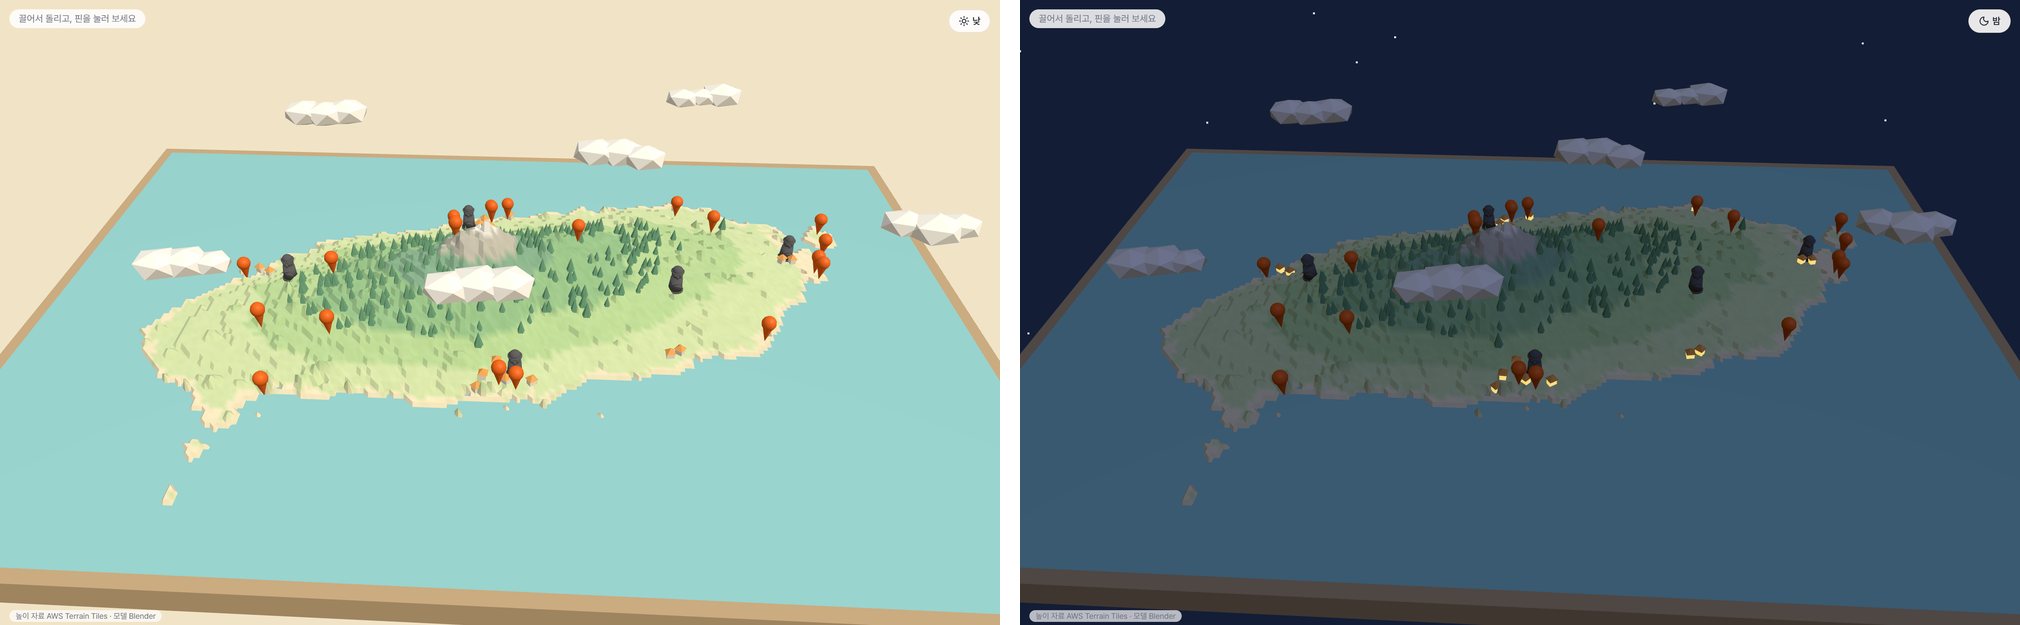 끌어서 돌리고, 핀을 눌러 보세요
낮
높이 자료 AWS Terrain Tiles · 모델 Blender
끌어서 돌리고, 핀을 눌러 보세요
밤
높이 자료 AWS Terrain Tiles · 모델 Blender